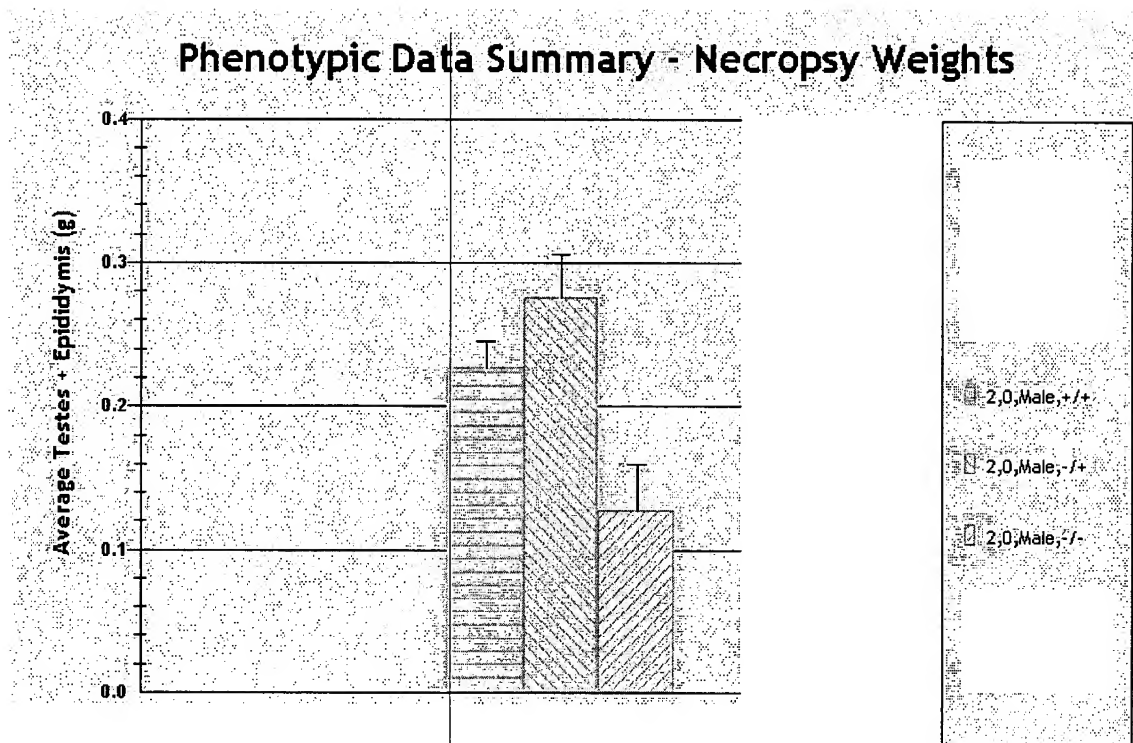 Phenotypic Data Summary - Necropsy Weights
Average Testes + Epididymis (g)
0.4
0.3
0.2
0.1
0.0
2,0,Male,+/+
2,0,Male,-/+
2,0,Male,-/-